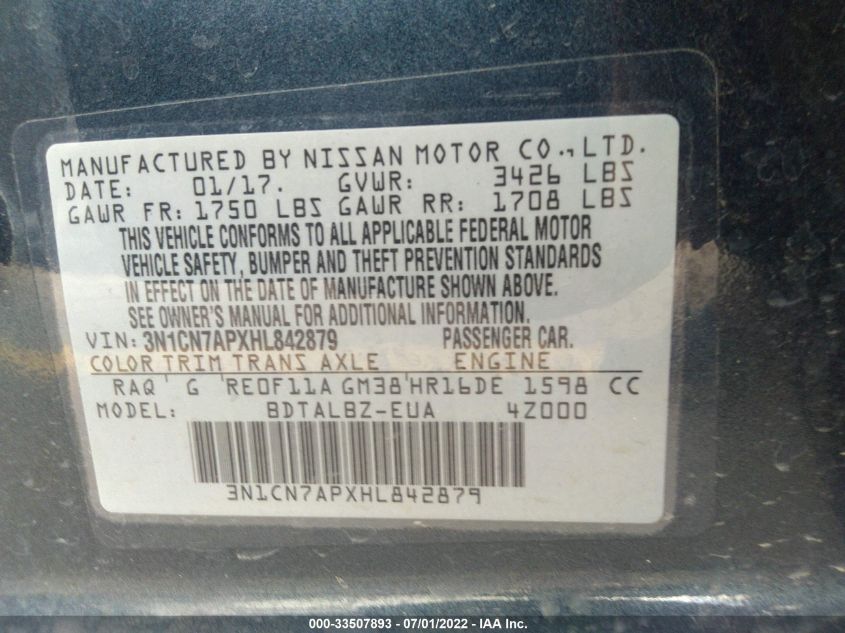 MANUFACTURED BY NISSAN MOTOR CO., LTD.
DATE: 01/17. GVWR: 3426 LBS
GAWR FR: 1750 LBS GAWR RR: 1708 LBS
THIS VEHICLE CONFORMS TO ALL APPLICABLE FEDERAL MOTOR
VEHICLE SAFETY, BUMPER AND THEFT PREVENTION STANDARDS
IN EFFECT ON THE DATE OF MANUFACTURE SHOWN ABOVE.
SEE OWNER'S MANUAL FOR ADDITIONAL INFORMATION.
VIN: 3N1CN7APXHL842879 PASSENGER CAR.
COLOR TRIM TRANS AXLE ENGINE
RAQ G RE0F11A GM38 HR16DE 1598 CC
MODEL: BDTALBZ-EUA 4Z000
3N1CN7APXHL842879
000-33507893 - 07/01/2022 - IAA Inc.